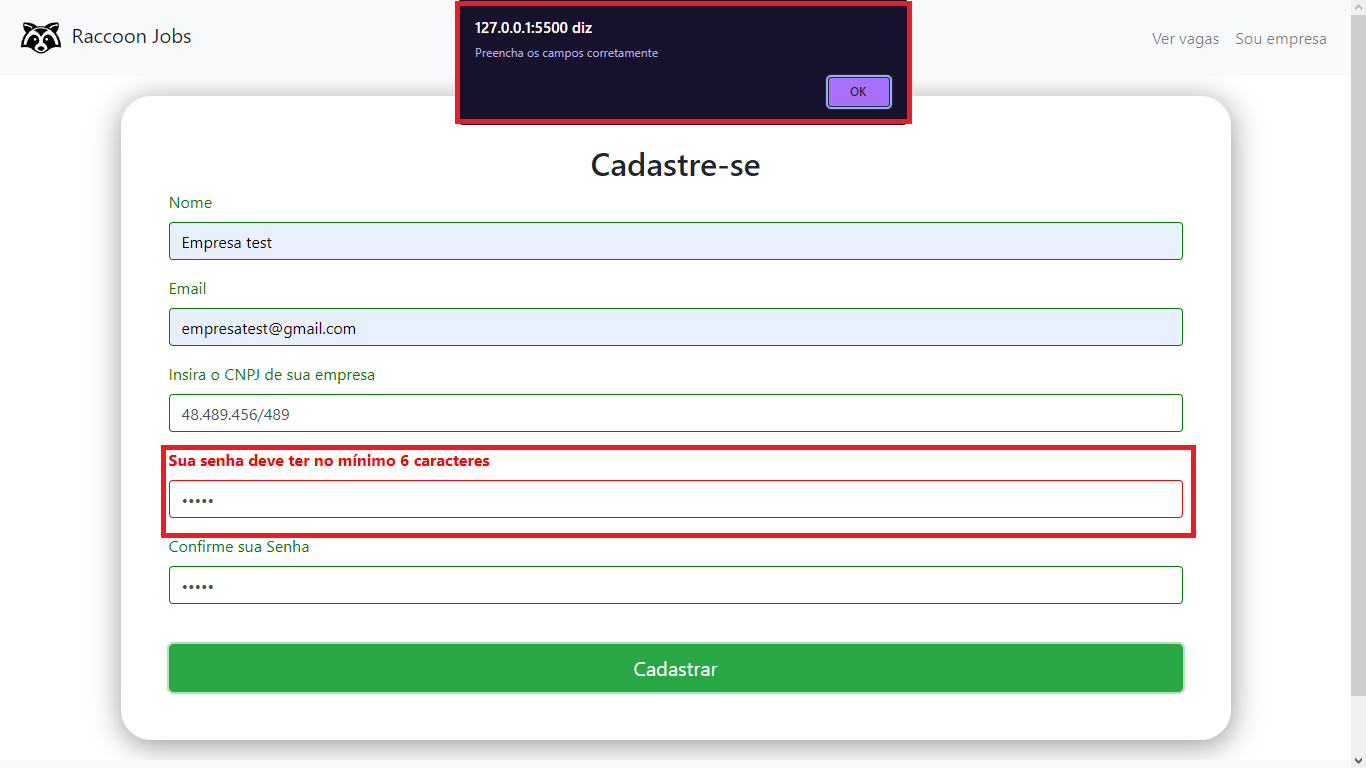 Raccoon Jobs
127.0.0.1:5500 diz
Preencha os campos corretamente
OK
Ver vagas
Sou empresa
Cadastre-se
Nome
Empresa test
Email
empresatest@gmail.com
Insira o CNPJ de sua empresa
48.489.456/489
Sua senha deve ter no mínimo 6 caracteres
•••••
Confirme sua Senha
•••••
Cadastrar